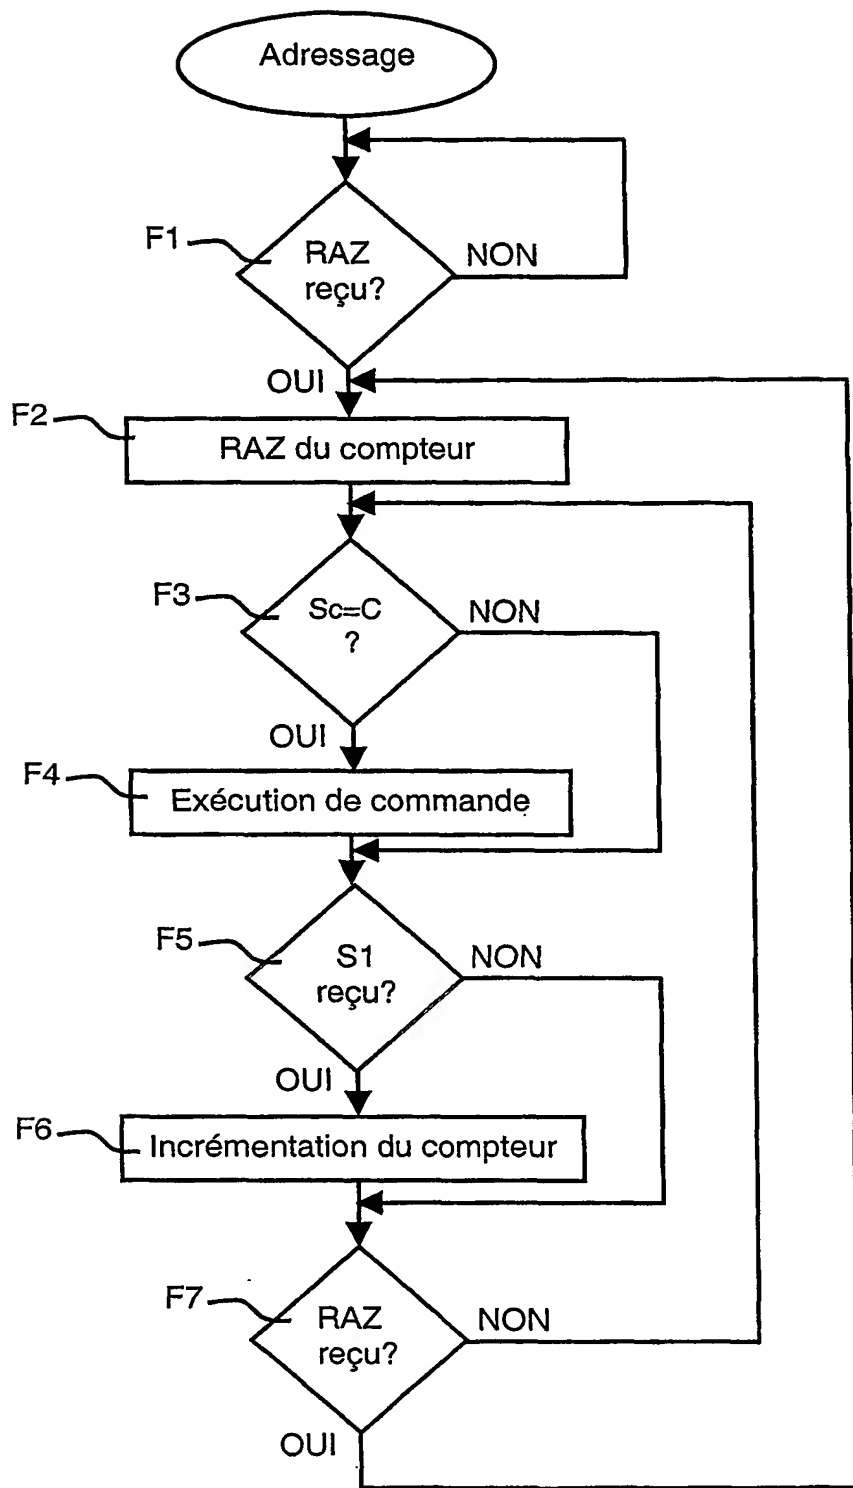 Adressage
F1
RAZ
reçu?
NON
OUI
F2
RAZ du compteur
F3
Sc=C
?
NON
OUI
F4
Exécution de commande
F5
S1
reçu?
NON
OUI
F6
Incrémentation du compteur
F7
RAZ
reçu?
NON
OUI